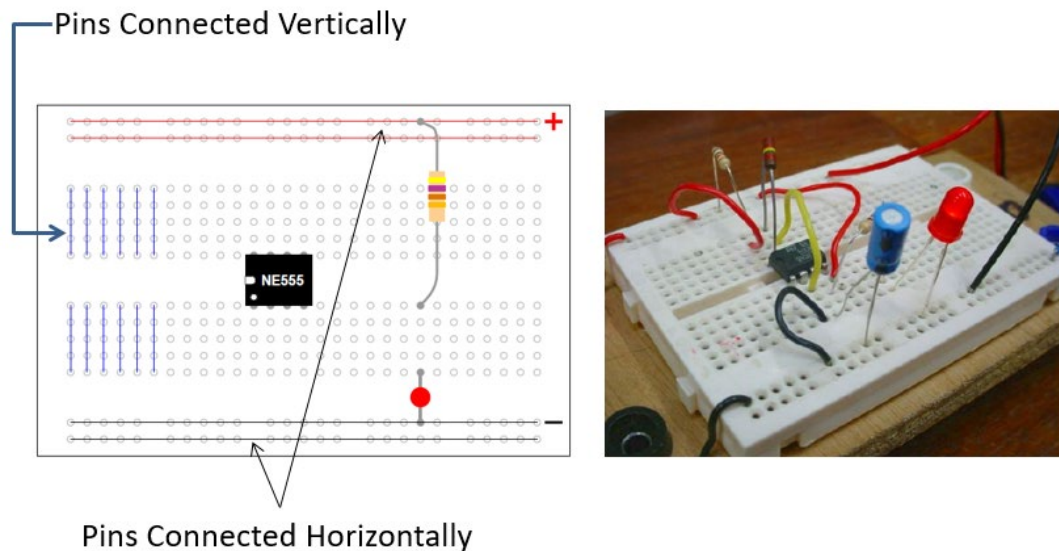 Pins Connected Vertically
+
NE555
−
Pins Connected Horizontally